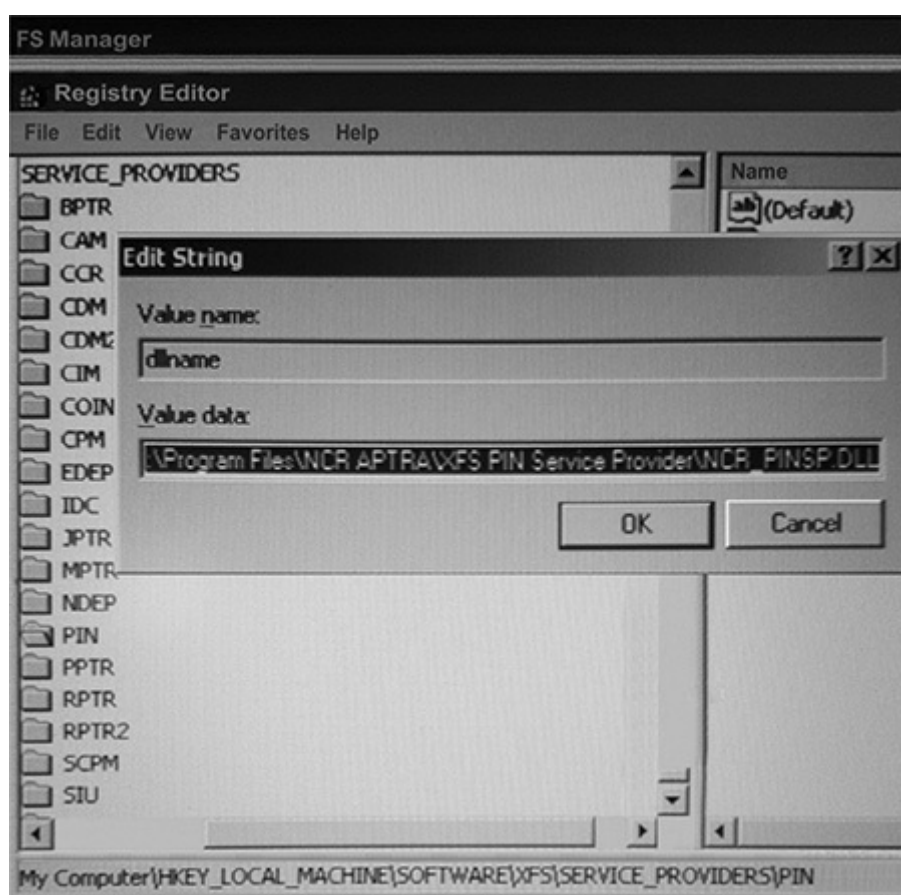 FS Manager
Registry Editor
File Edit View Favorites Help
SERVICE_PROVIDERS
Name
BPTR
(Default)
CAM
CCR
CDM
CDM2
CIM
COIN
CPM
EDEP
IDC
JPTR
MPTR
NDEP
PIN
PPTR
RPTR
RPTR2
SCPM
SIU
Edit String
Value name:
dllname
Value data:
:\Program Files\NCR APTRA\XFS PIN Service Provider\NCR_PINSP.DLL
OK Cancel
My Computer\HKEY_LOCAL_MACHINE\SOFTWARE\XFS\SERVICE_PROVIDERS\PIN